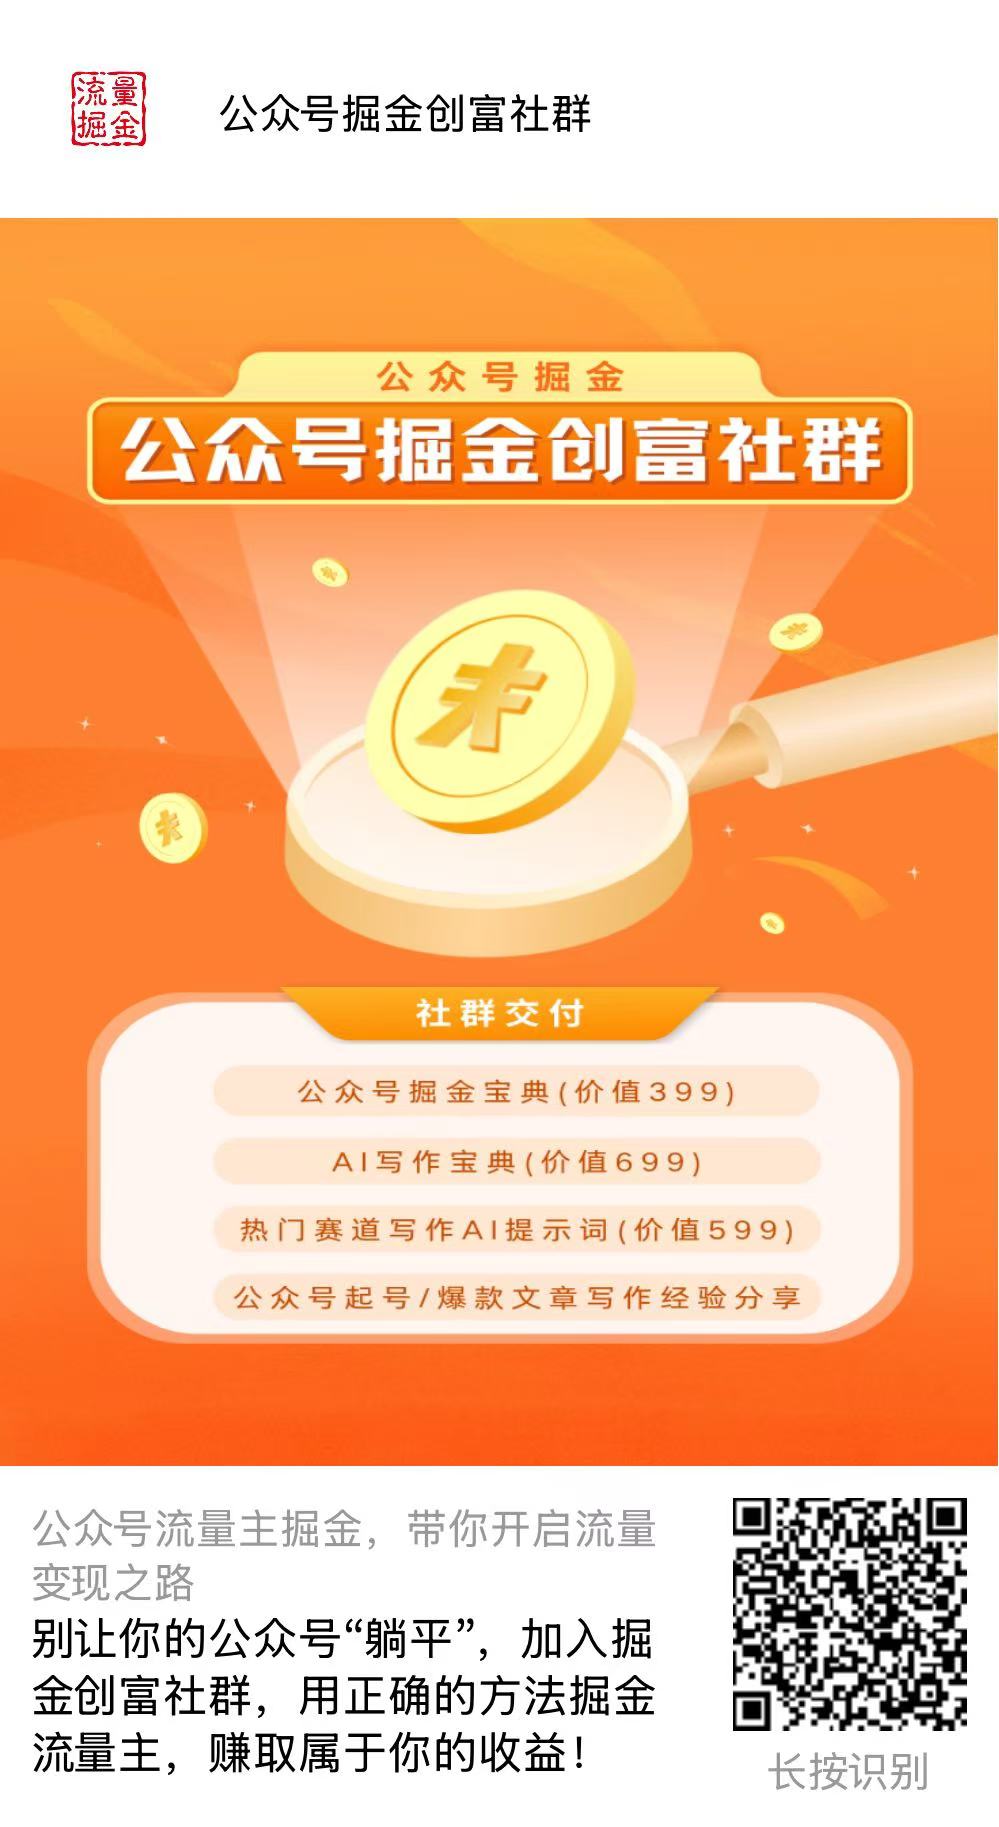 流量
掘金
公众号掘金创富社群
公众号掘金
公众号掘金创富社群
社群交付
公众号掘金宝典(价值399)
AI写作宝典(价值699)
热门赛道写作AI提示词(价值599)
公众号起号/爆款文章写作经验分享
公众号流量主掘金，带你开启流量
变现之路
别让你的公众号“躺平”，加入掘
金创富社群，用正确的方法掘金
流量主，赚取属于你的收益！
长按识别